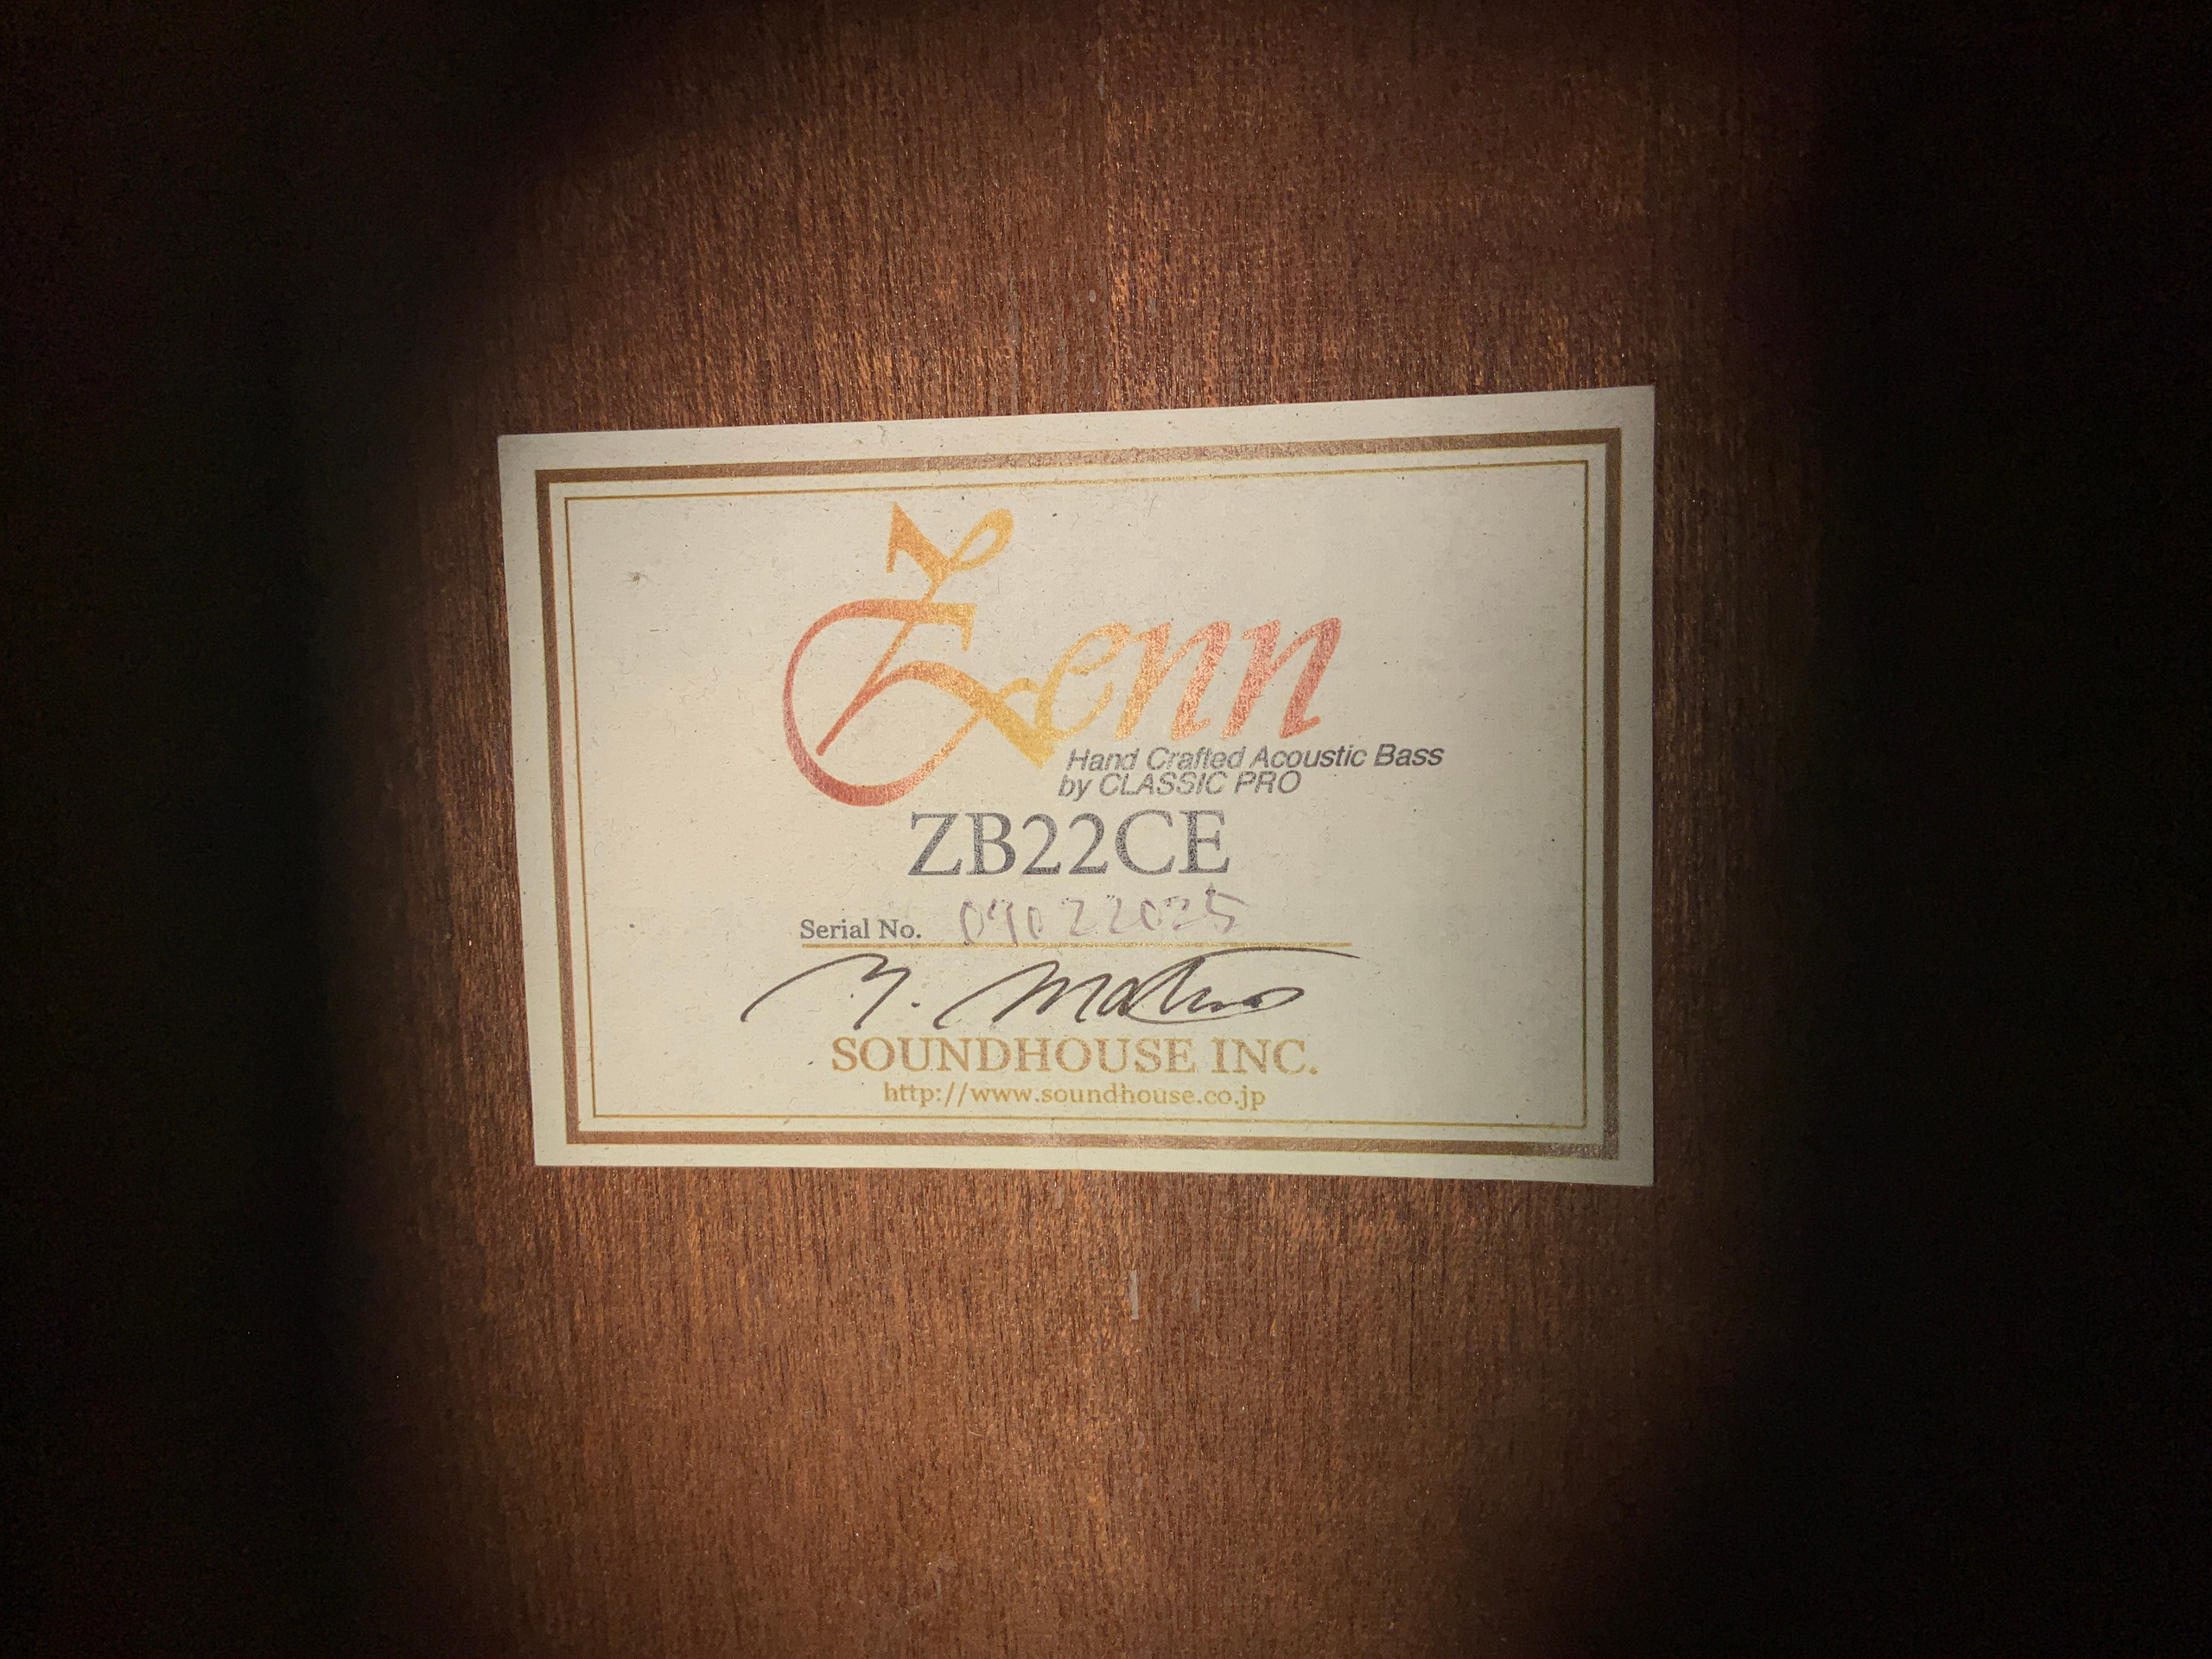 Zenn
Hand Crafted Acoustic Bass
by CLASSIC PRO
ZB22CE
Serial No. 09022025
SOUNDHOUSE INC.
http://www.soundhouse.co.jp